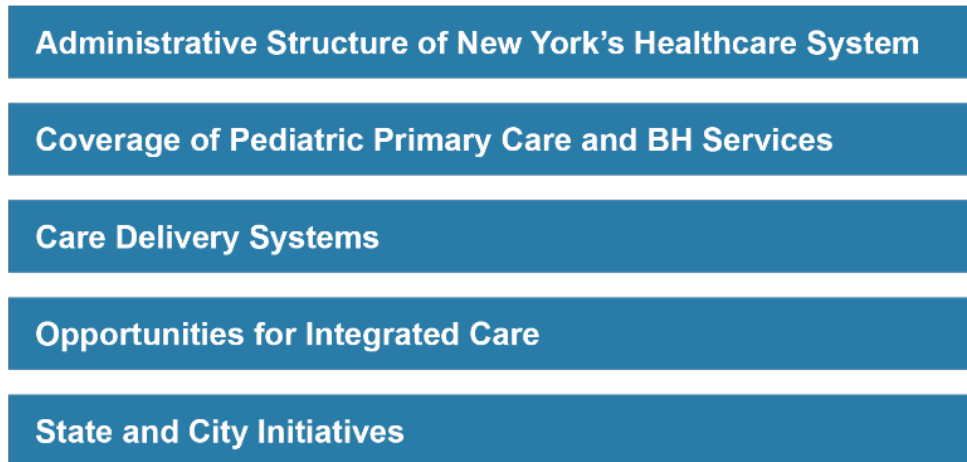 Administrative Structure of New York’s Healthcare System
Coverage of Pediatric Primary Care and BH Services
Care Delivery Systems
Opportunities for Integrated Care
State and City Initiatives